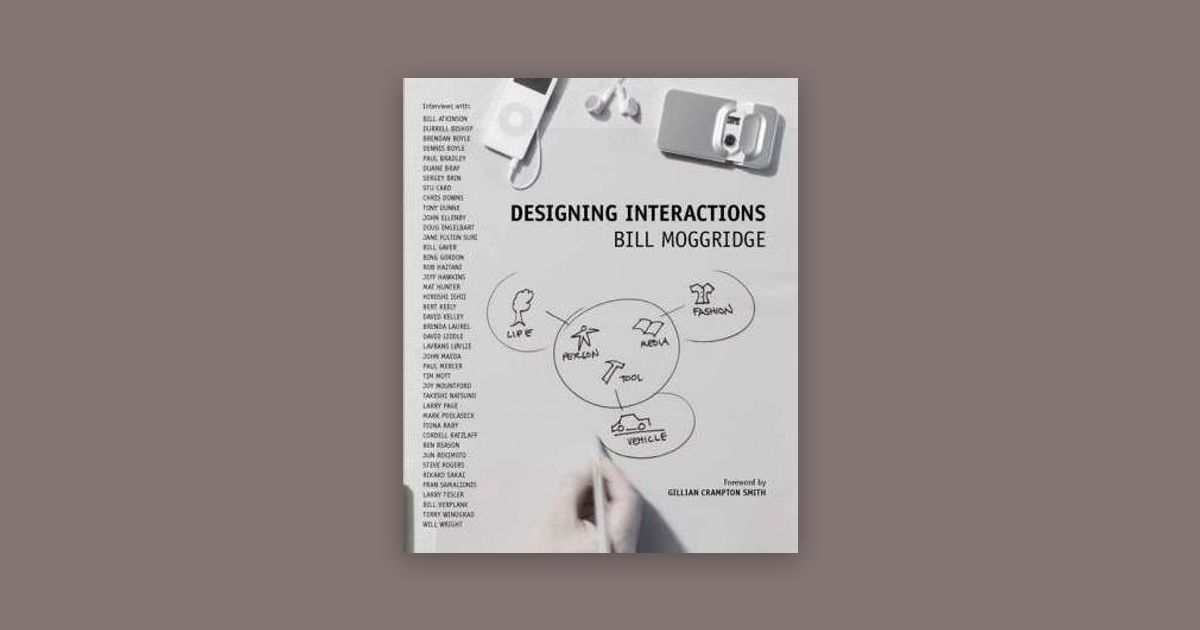 Interviews with:
BILL ATKINSON
DURRELL BISHOP
BRENDAN BOYLE
DENNIS BOYLE
PAUL BRADLEY
DUANE BRAY
SERGEY BRIN
STU CARD
CHRIS DOWNS
TONY DUNNE
JOHN ELLENBY
DOUG ENGELBART
JANE FULTON SURI
BILL GAVER
BING GORDON
ROB HAITANI
JEFF HAWKINS
MAT HUNTER
HIROSHI ISHII
BERT KEELY
DAVID KELLEY
BRENDA LAUREL
DAVID LIDDLE
LAVRANS LØVLIE
JOHN MAEDA
PAUL MERCER
TIM MOTT
JOY MOUNTFORD
TAKESHI NATSUNO
LARRY PAGE
MARK PODLASECK
FIONA RABY
CORDELL RATZLAFF
BEN REASON
JUN REKIMOTO
STEVE ROGERS
RIKAKO SAKAI
FRAN SAMALIONIS
LARRY TESLER
BILL VERPLANK
TERRY WINOGRAD
WILL WRIGHT
DESIGNING INTERACTIONS
BILL MOGGRIDGE
LIFE
FASHION
PERSON
MEDIA
TOOL
VEHICLE
Foreword by
GILLIAN CRAMPTON SMITH